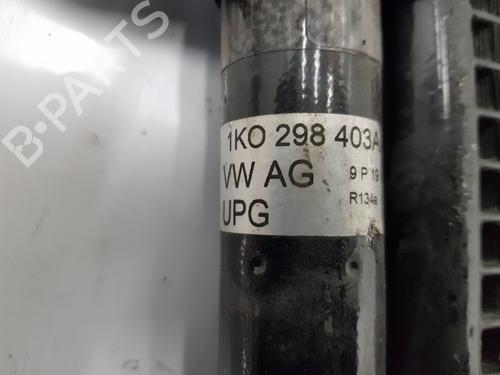 B-PARTS
1KO 298 403A
VW AG 9 P 19
UPG R134a